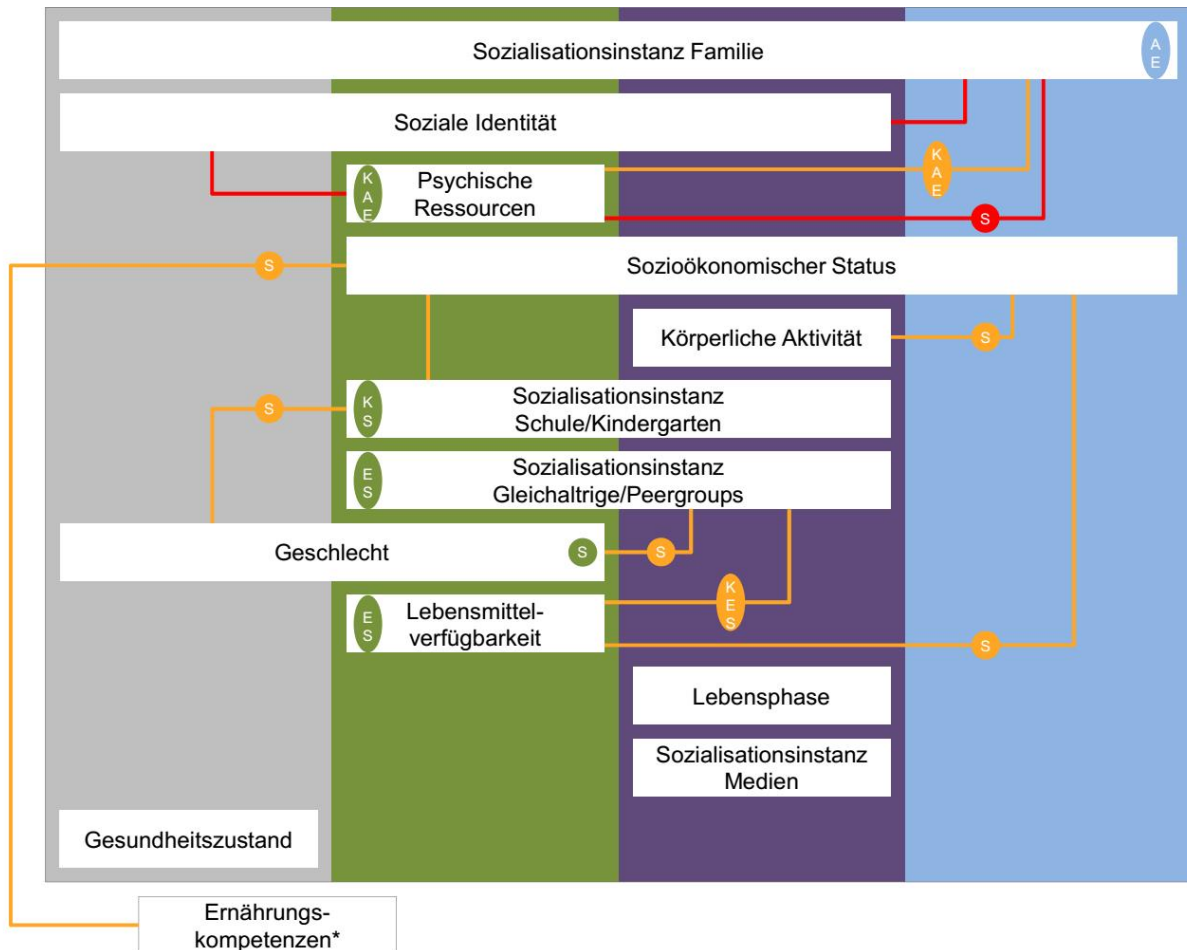 Sozialisationsinstanz Familie
A
E
Soziale Identität
K
A
E
Psychische
Ressourcen
K
A
E
S
S
Sozioökonomischer Status
Körperliche Aktivität
S
S
K
S
Sozialisationsinstanz
Schule/Kindergarten
E
S
Sozialisationsinstanz
Gleichaltrige/Peergroups
Geschlecht
S
S
E
S
Lebensmittel-
verfügbarkeit
K
E
S
S
Lebensphase
Sozialisationsinstanz
Medien
Gesundheitszustand
Ernährungs-
kompetenzen*